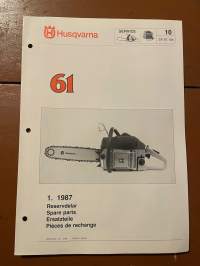 Husqvarna
SERVICE
10
61
1. 1987
Reservdelar
Spare parts
Ersatzteile
Pièces de rechange